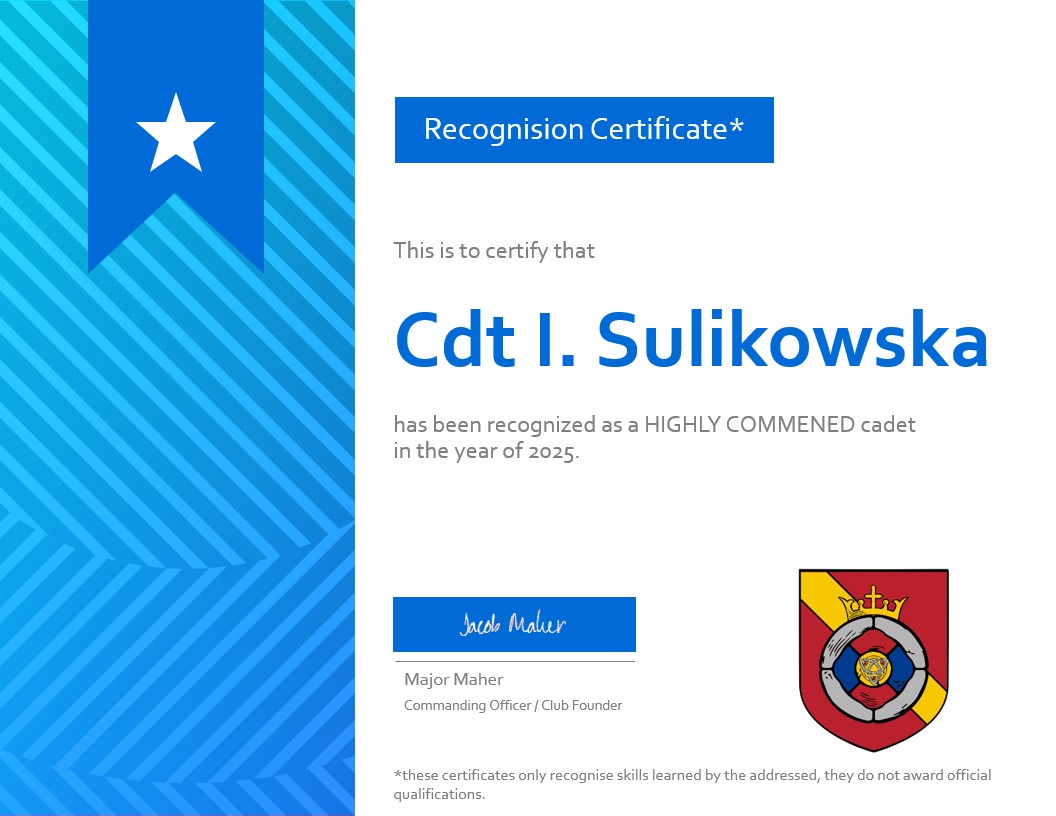 Recognision Certificate*
This is to certify that
Cdt I. Sulikowska
has been recognized as a HIGHLY COMMENED cadet
in the year of 2025.
Jacob Maher
Major Maher
Commanding Officer / Club Founder
*these certificates only recognise skills learned by the addressed, they do not award official
qualifications.